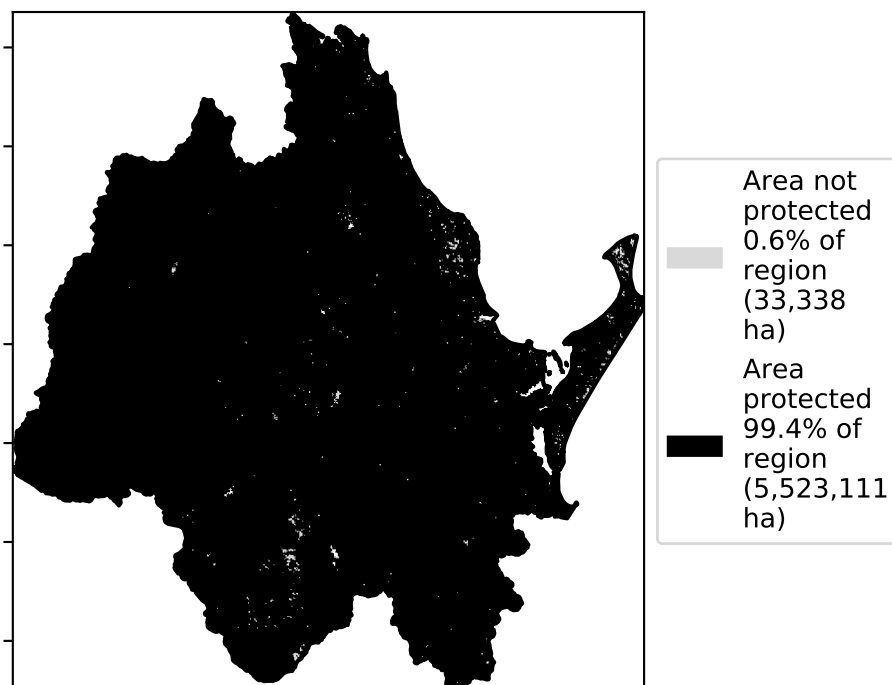 Area not
protected
0.6% of
region
(33,338
ha)
Area
protected
99.4% of
region
(5,523,111
ha)